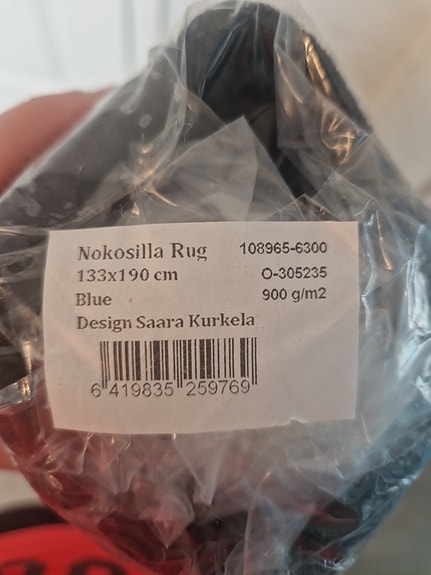 Nokosilla Rug 108965-6300
133x190 cm O-305235
Blue 900 g/m2
Design Saara Kurkela
6 419835 259769